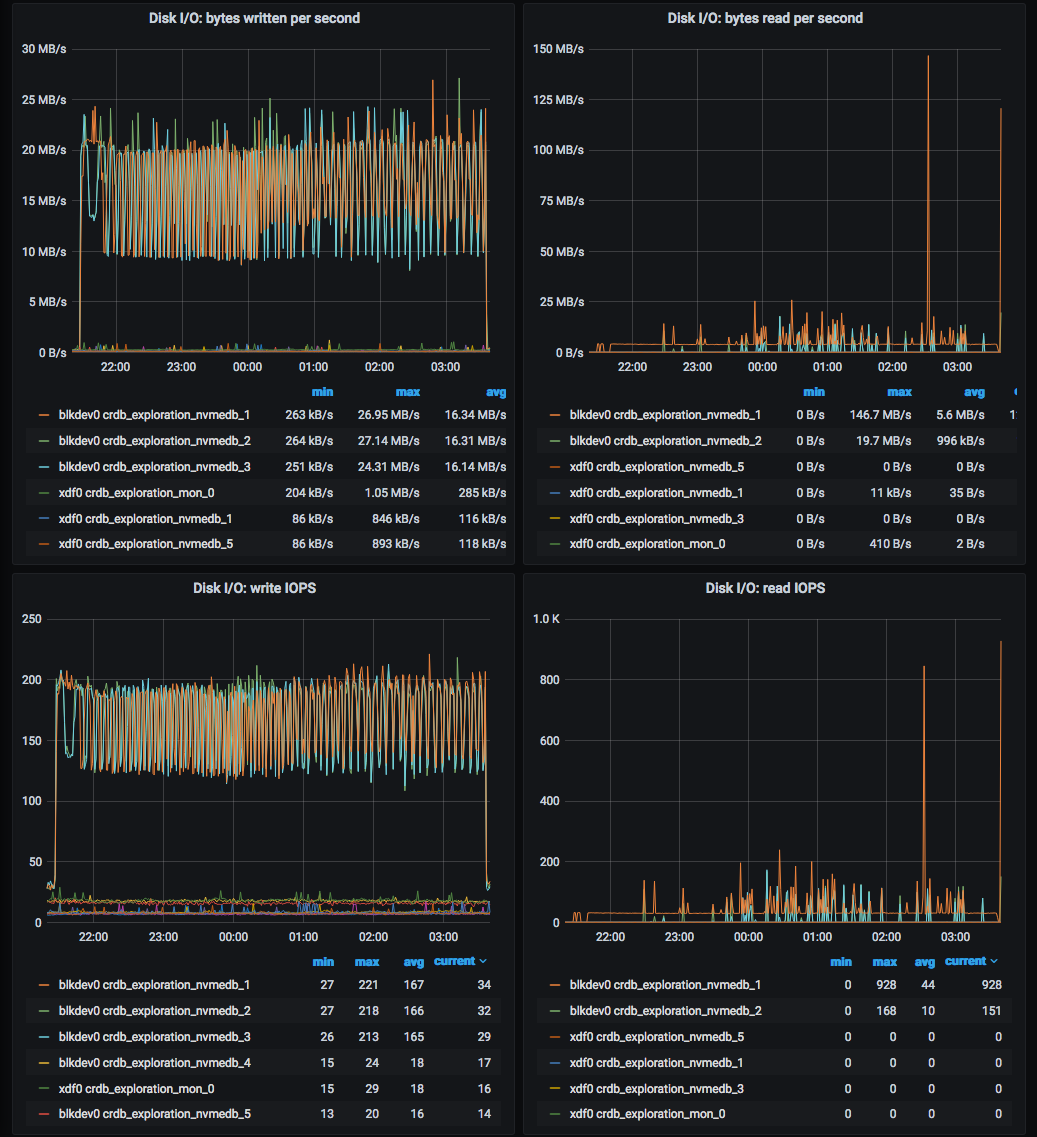 Disk I/O: bytes written per second
30 MB/s
25 MB/s
20 MB/s
15 MB/s
10 MB/s
5 MB/s
0 B/s
22:00 23:00 00:00 01:00 02:00 03:00
min max avg
blkdev0 crdb_exploration_nvmedb_1 263 kB/s 26.95 MB/s 16.34 MB/s
blkdev0 crdb_exploration_nvmedb_2 264 kB/s 27.14 MB/s 16.31 MB/s
blkdev0 crdb_exploration_nvmedb_3 251 kB/s 24.31 MB/s 16.14 MB/s
xdf0 crdb_exploration_mon_0 204 kB/s 1.05 MB/s 285 kB/s
xdf0 crdb_exploration_nvmedb_1 86 kB/s 846 kB/s 116 kB/s
xdf0 crdb_exploration_nvmedb_5 86 kB/s 893 kB/s 118 kB/s
Disk I/O: bytes read per second
150 MB/s
125 MB/s
100 MB/s
75 MB/s
50 MB/s
25 MB/s
0 B/s
22:00 23:00 00:00 01:00 02:00 03:00
min max avg
blkdev0 crdb_exploration_nvmedb_1 0 B/s 146.7 MB/s 5.6 MB/s
blkdev0 crdb_exploration_nvmedb_2 0 B/s 19.7 MB/s 996 kB/s
xdf0 crdb_exploration_nvmedb_5 0 B/s 0 B/s 0 B/s
xdf0 crdb_exploration_nvmedb_1 0 B/s 11 kB/s 35 B/s
xdf0 crdb_exploration_nvmedb_3 0 B/s 0 B/s 0 B/s
xdf0 crdb_exploration_mon_0 0 B/s 410 B/s 2 B/s
Disk I/O: write IOPS
250
200
150
100
50
0
22:00 23:00 00:00 01:00 02:00 03:00
min max avg current
blkdev0 crdb_exploration_nvmedb_1 27 221 167 34
blkdev0 crdb_exploration_nvmedb_2 27 218 166 32
blkdev0 crdb_exploration_nvmedb_3 26 213 165 29
blkdev0 crdb_exploration_nvmedb_4 15 24 18 17
xdf0 crdb_exploration_mon_0 15 29 18 16
blkdev0 crdb_exploration_nvmedb_5 13 20 16 14
Disk I/O: read IOPS
1.0 K
800
600
400
200
0
22:00 23:00 00:00 01:00 02:00 03:00
min max avg current
blkdev0 crdb_exploration_nvmedb_1 0 928 44 928
blkdev0 crdb_exploration_nvmedb_2 0 168 10 151
xdf0 crdb_exploration_nvmedb_5 0 0 0 0
xdf0 crdb_exploration_nvmedb_1 0 0 0 0
xdf0 crdb_exploration_nvmedb_3 0 0 0 0
xdf0 crdb_exploration_mon_0 0 0 0 0